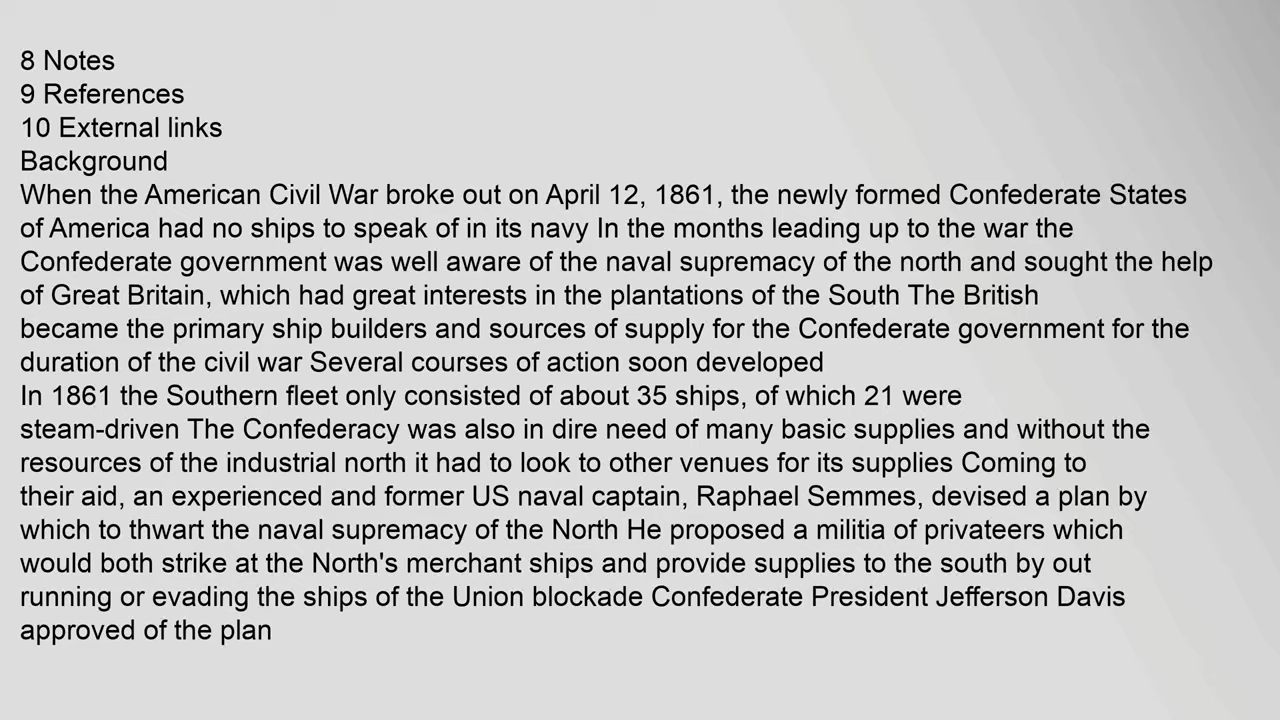 8 Notes
9 References
10 External links
Background
When the American Civil War broke out on April 12, 1861, the newly formed Confederate States
of America had no ships to speak of in its navy In the months leading up to the war the
Confederate government was well aware of the naval supremacy of the north and sought the help
of Great Britain, which had great interests in the plantations of the South The British
became the primary ship builders and sources of supply for the Confederate government for the
duration of the civil war Several courses of action soon developed
In 1861 the Southern fleet only consisted of about 35 ships, of which 21 were
steam-driven The Confederacy was also in dire need of many basic supplies and without the
resources of the industrial north it had to look to other venues for its supplies Coming to
their aid, an experienced and former US naval captain, Raphael Semmes, devised a plan by
which to thwart the naval supremacy of the North He proposed a militia of privateers which
would both strike at the North's merchant ships and provide supplies to the south by out
running or evading the ships of the Union blockade Confederate President Jefferson Davis
approved of the plan